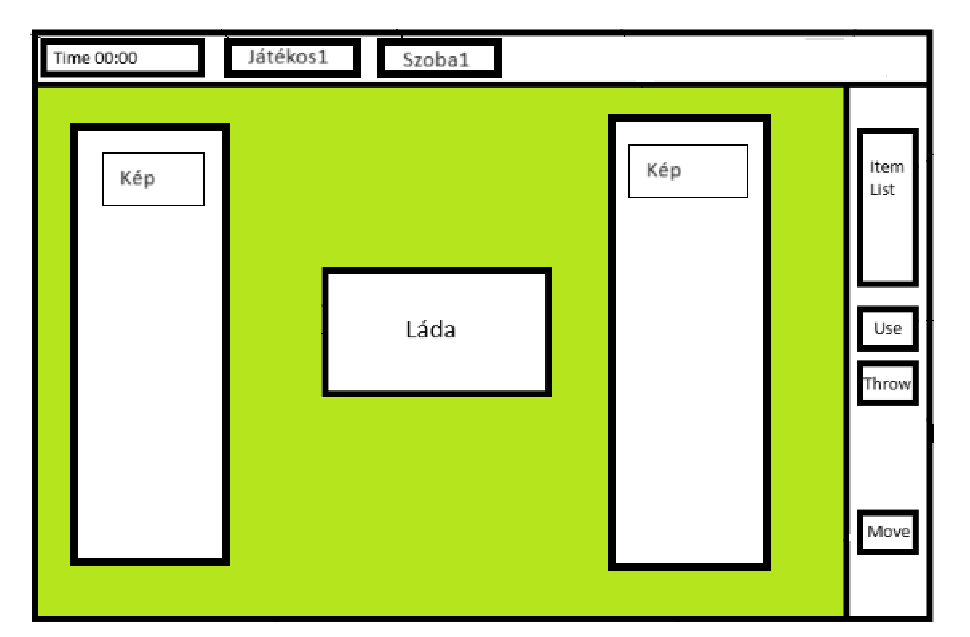 Time 00:00
Játékos1
Szoba1
Kép
Kép
Láda
Item
List
Use
Throw
Move